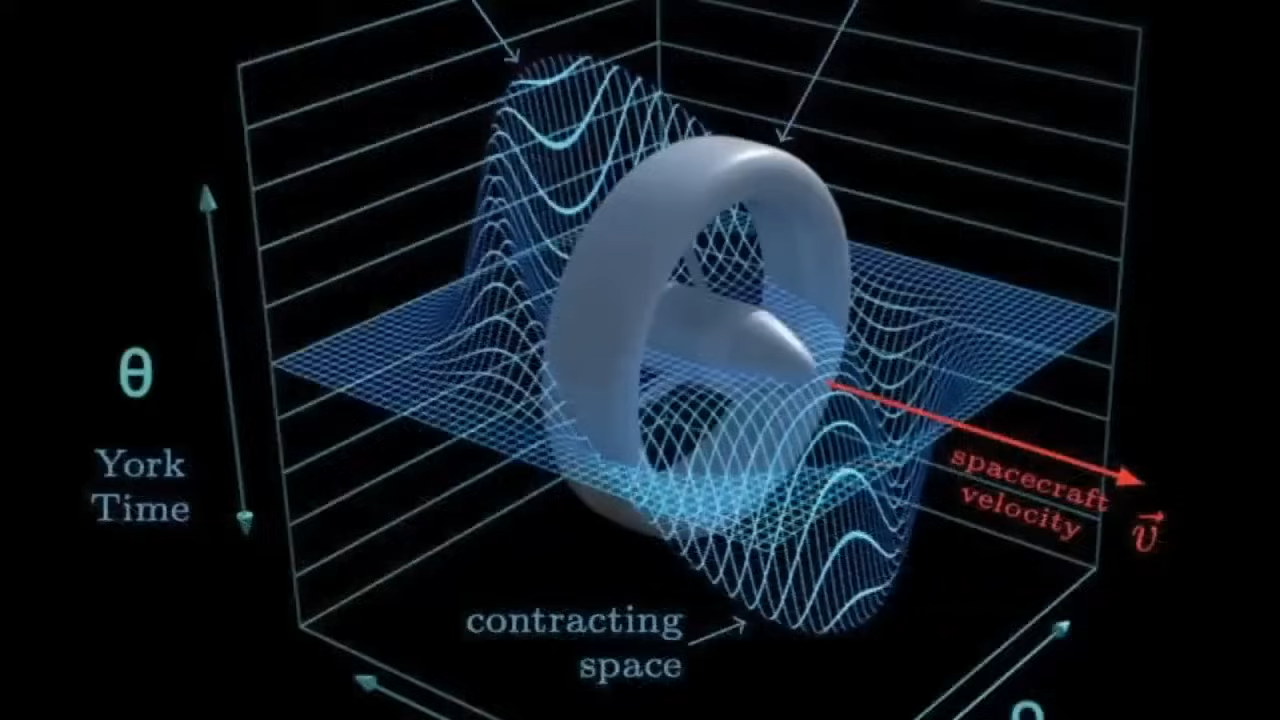 θ
York
Time
spacecraft
velocity
v⃗
contracting
space